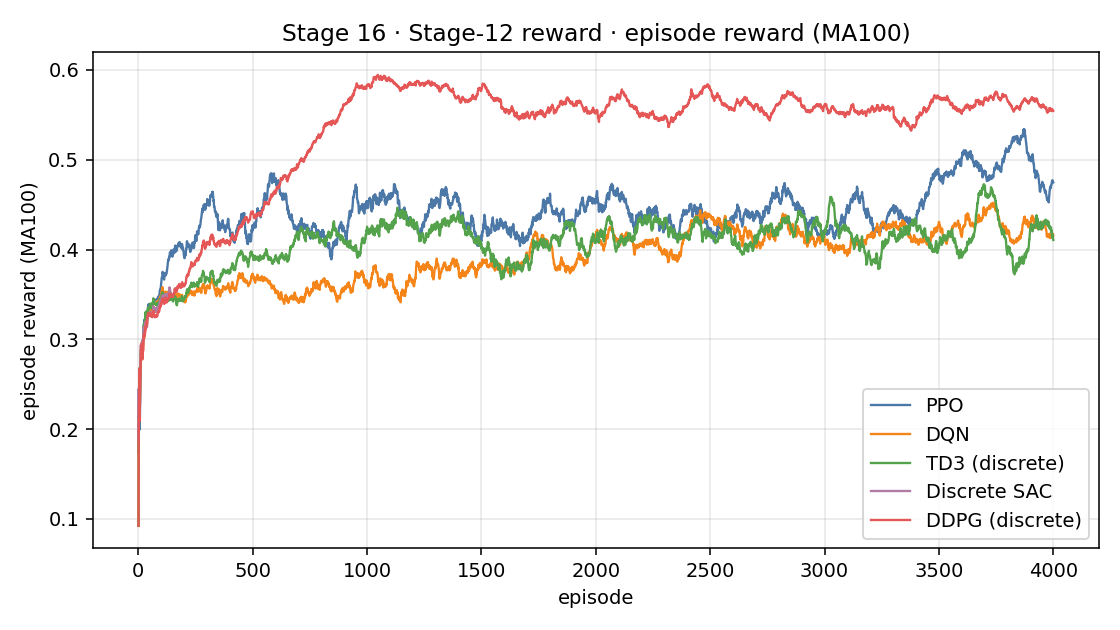 Stage 16 · Stage-12 reward · episode reward (MA100)
episode reward (MA100)
0.6
0.5
0.4
0.3
0.2
0.1
0 500 1000 1500 2000 2500 3000 3500 4000
episode
PPO
DQN
TD3 (discrete)
Discrete SAC
DDPG (discrete)